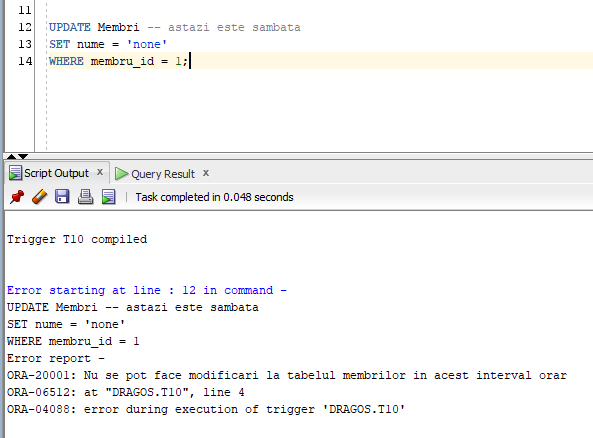 11
12 UPDATE Membri -- astazi este sambata
13 SET nume = 'none'
14 WHERE membru_id = 1;
Script Output x Query Result x
Task completed in 0.048 seconds
Trigger T10 compiled
Error starting at line : 12 in command -
UPDATE Membri -- astazi este sambata
SET nume = 'none'
WHERE membru_id = 1
Error report -
ORA-20001: Nu se pot face modificari la tabelul membrilor in acest interval orar
ORA-06512: at "DRAGOS.T10", line 4
ORA-04088: error during execution of trigger 'DRAGOS.T10'